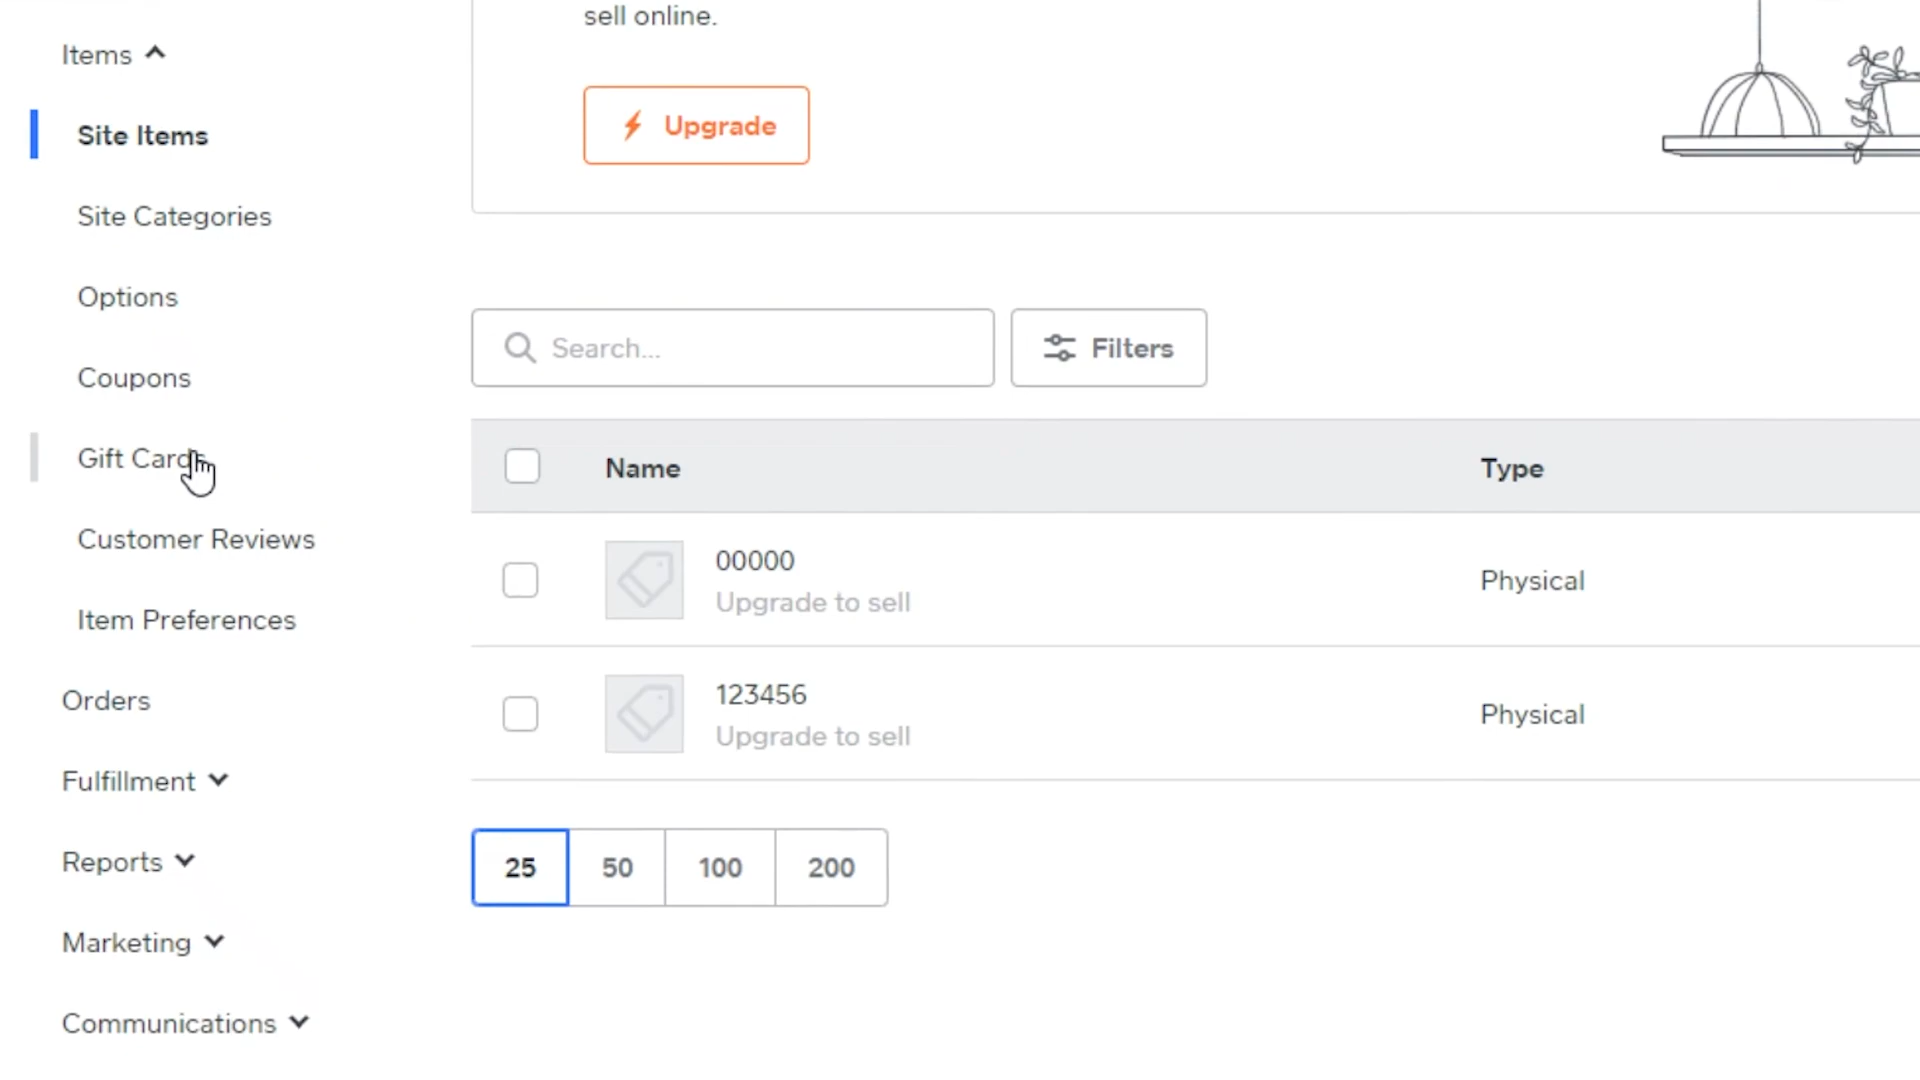 sell online.
Items
Upgrade
Site Items
Site Categories
Options
Search...
Filters
Coupons
Gift Cards
Name
Type
Customer Reviews
00000
Physical
Upgrade to sell
Item Preferences
Orders
123456
Physical
Upgrade to sell
Fulfillment
Reports
25
50
100
200
Marketing
Communications